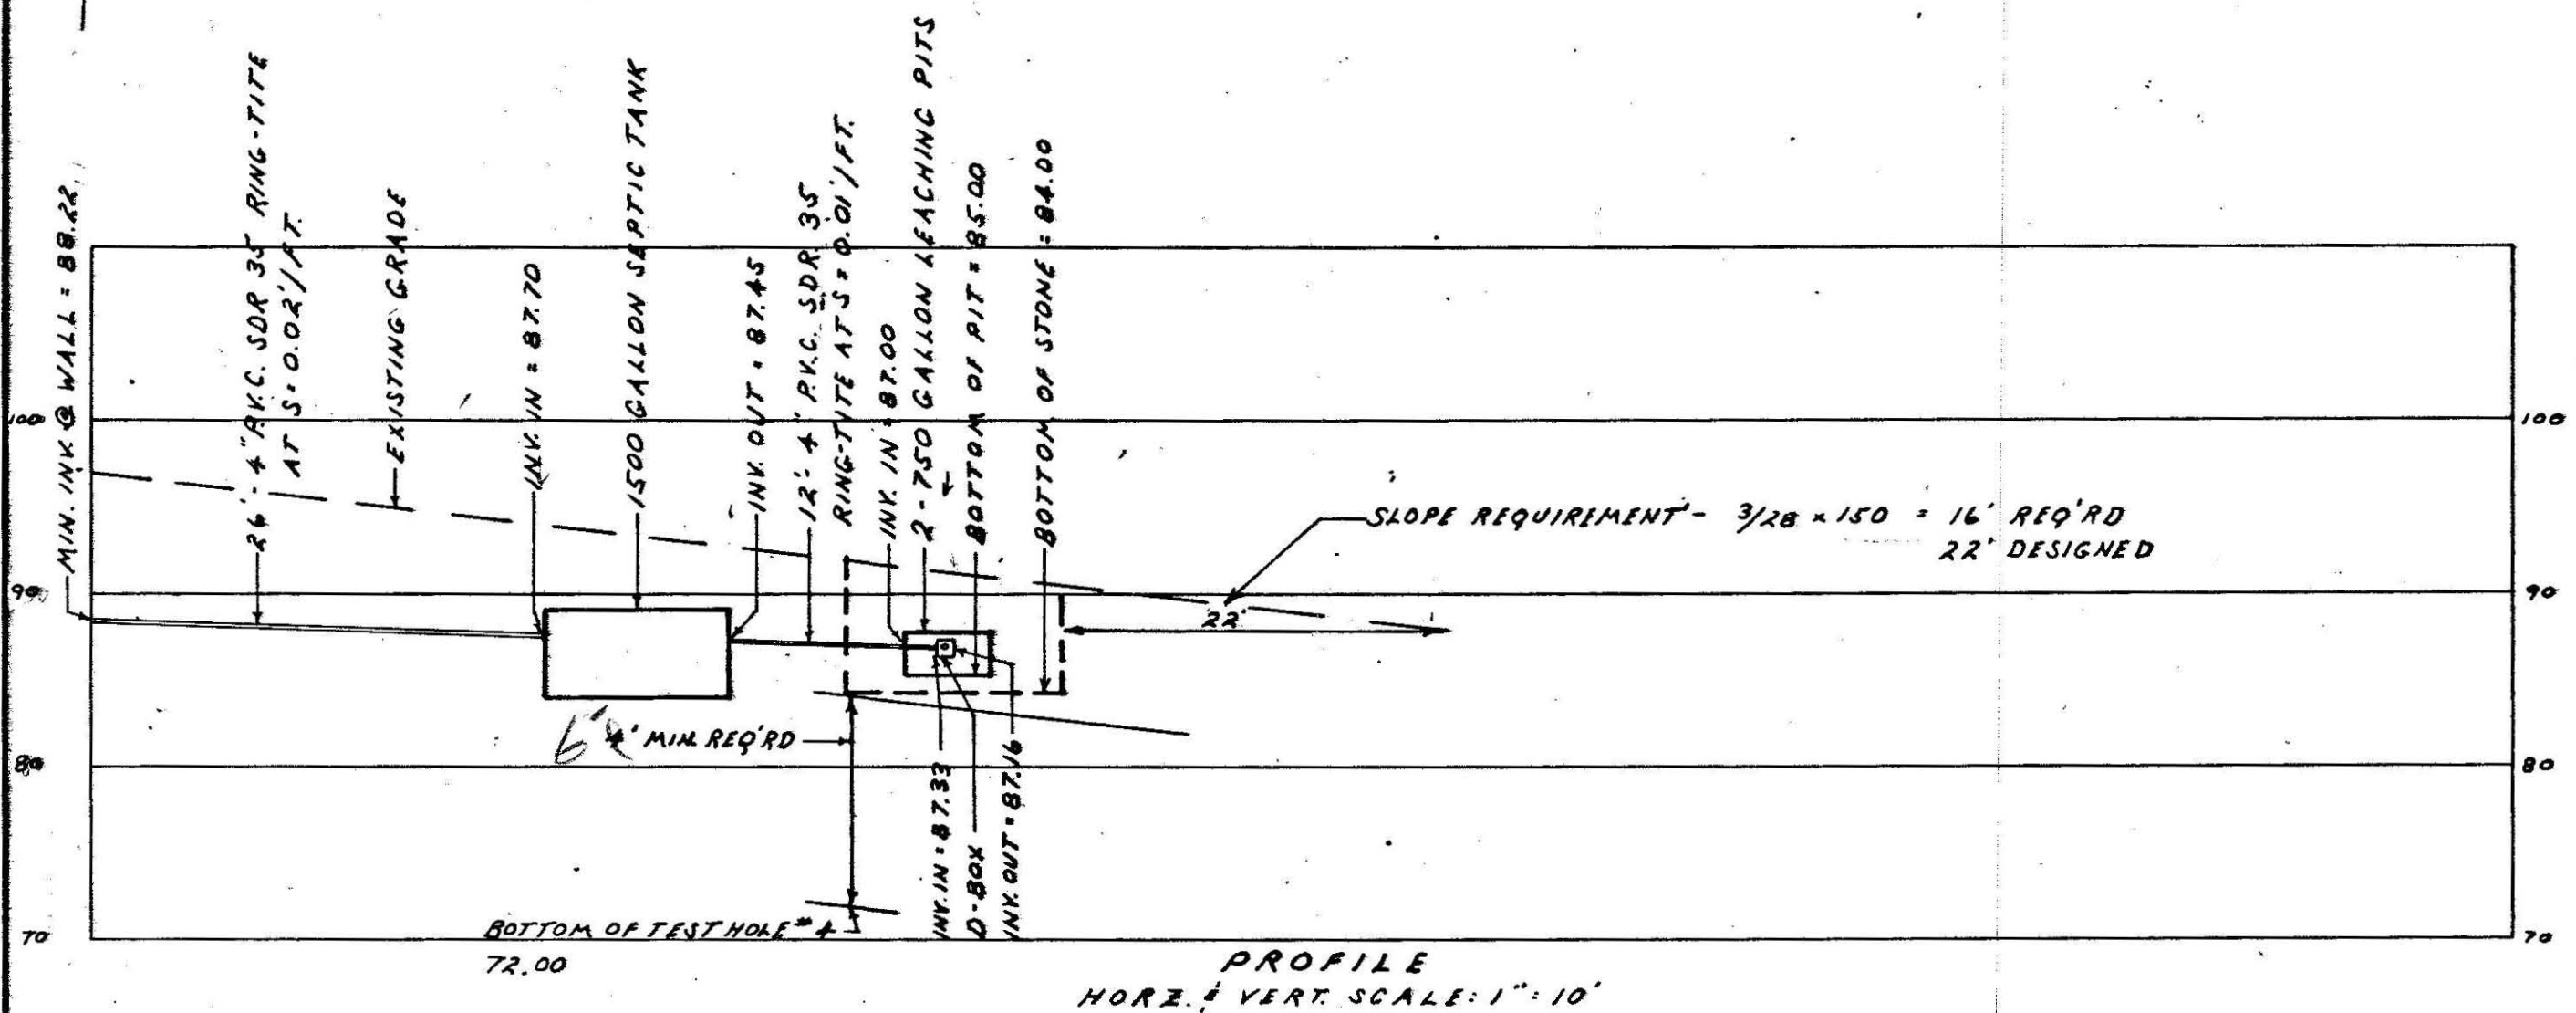 MIN. INV. @ WALL = 88.22
26' - 4" P.V.C. SDR 35 RING-TITE
AT S = 0.02'/FT.
EXISTING GRADE
INV. IN = 87.70
1500 GALLON SEPTIC TANK
INV. OUT = 87.45
12' - 4" P.V.C. SDR 35
RING-TITE AT S = 0.01'/FT.
INV. IN = 87.00
2 - 750 GALLON LEACHING PITS
BOTTOM OF PIT = 85.00
BOTTOM OF STONE = 84.00
100
100
SLOPE REQUIREMENT - 3/28 x 150 = 16' REQ'RD
22' DESIGNED
90
90
22'
4' MIN. REQ'RD
80
80
INV. IN = 87.33
D-BOX
INV. OUT = 87.16
70
BOTTOM OF TEST HOLE # 4
70
72.00
PROFILE
HORZ. & VERT. SCALE: 1" = 10'